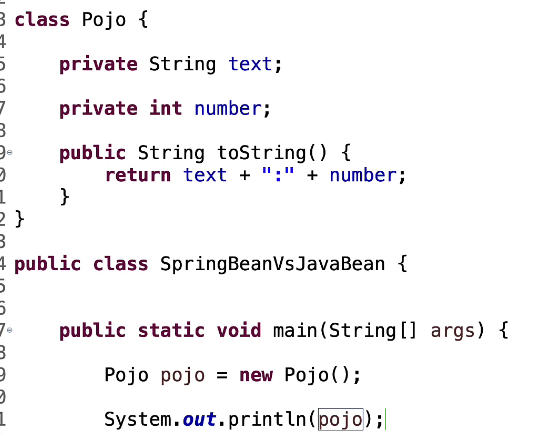 3 class Pojo {
4
5     private String text;
6
7     private int number;
8
9     public String toString() {
0         return text + ":" + number;
1     }
2 }
3
4 public class SpringBeanVsJavaBean {
5
6
7     public static void main(String[] args) {
8
9         Pojo pojo = new Pojo();
0
1         System.out.println(pojo);